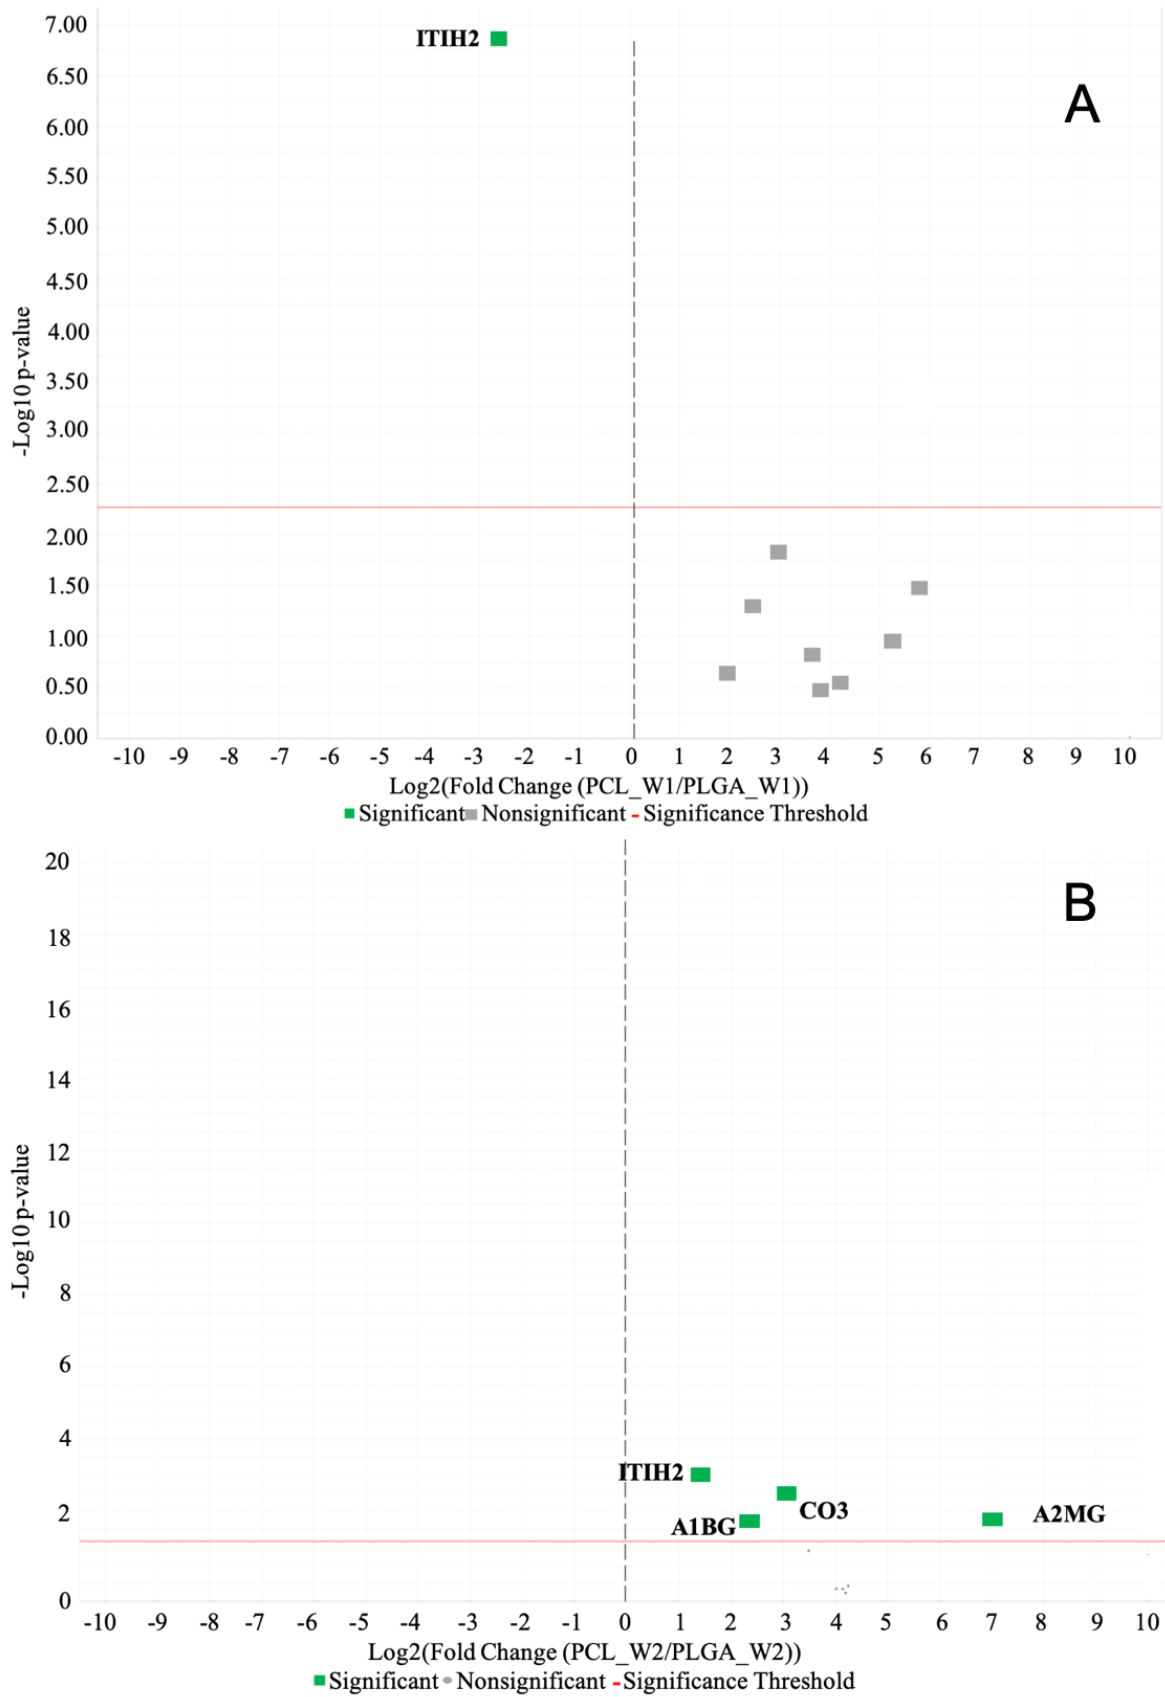 7.00
ITIH2
6.50
A
6.00
5.50
5.00
4.50
4.00
3.50
3.00
2.50
2.00
1.50
1.00
0.50
0.00
-Log10 p-value
-10 -9 -8 -7 -6 -5 -4 -3 -2 -1 0 1 2 3 4 5 6 7 8 9 10
Log2(Fold Change (PCL_W1/PLGA_W1))
Significant Nonsignificant Significance Threshold
20
B
18
16
14
12
10
8
6
4
2
0
-Log10 p-value
ITIH2
CO3
A1BG
A2MG
-10 -9 -8 -7 -6 -5 -4 -3 -2 -1 0 1 2 3 4 5 6 7 8 9 10
Log2(Fold Change (PCL_W2/PLGA_W2))
Significant Nonsignificant Significance Threshold